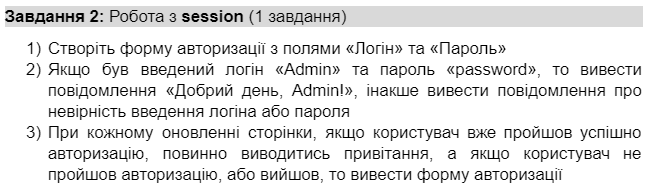 Завдання 2: Робота з session (1 завдання)
1) Створіть форму авторизації з полями «Логін» та «Пароль»
2) Якщо був введений логін «Admin» та пароль «password», то вивести
повідомлення «Добрий день, Admin!», інакше вивести повідомлення про
невірність введення логіна або пароля
3) При кожному оновленні сторінки, якщо користувач вже пройшов успішно
авторизацію, повинно виводитись привітання, а якщо користувач не
пройшов авторизацію, або вийшов, то вивести форму авторизації